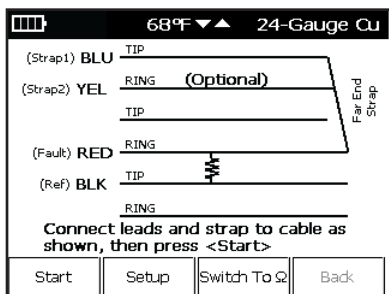 68°F ▼▲ 24-Gauge Cu
(Strap1) BLU TIP
(Strap2) YEL RING (Optional)
TIP
(Fault) RED RING
(Ref) BLK TIP
RING
Far End
Strap
Connect leads and strap to cable as
shown, then press <Start>
Start Setup Switch To Ω Back